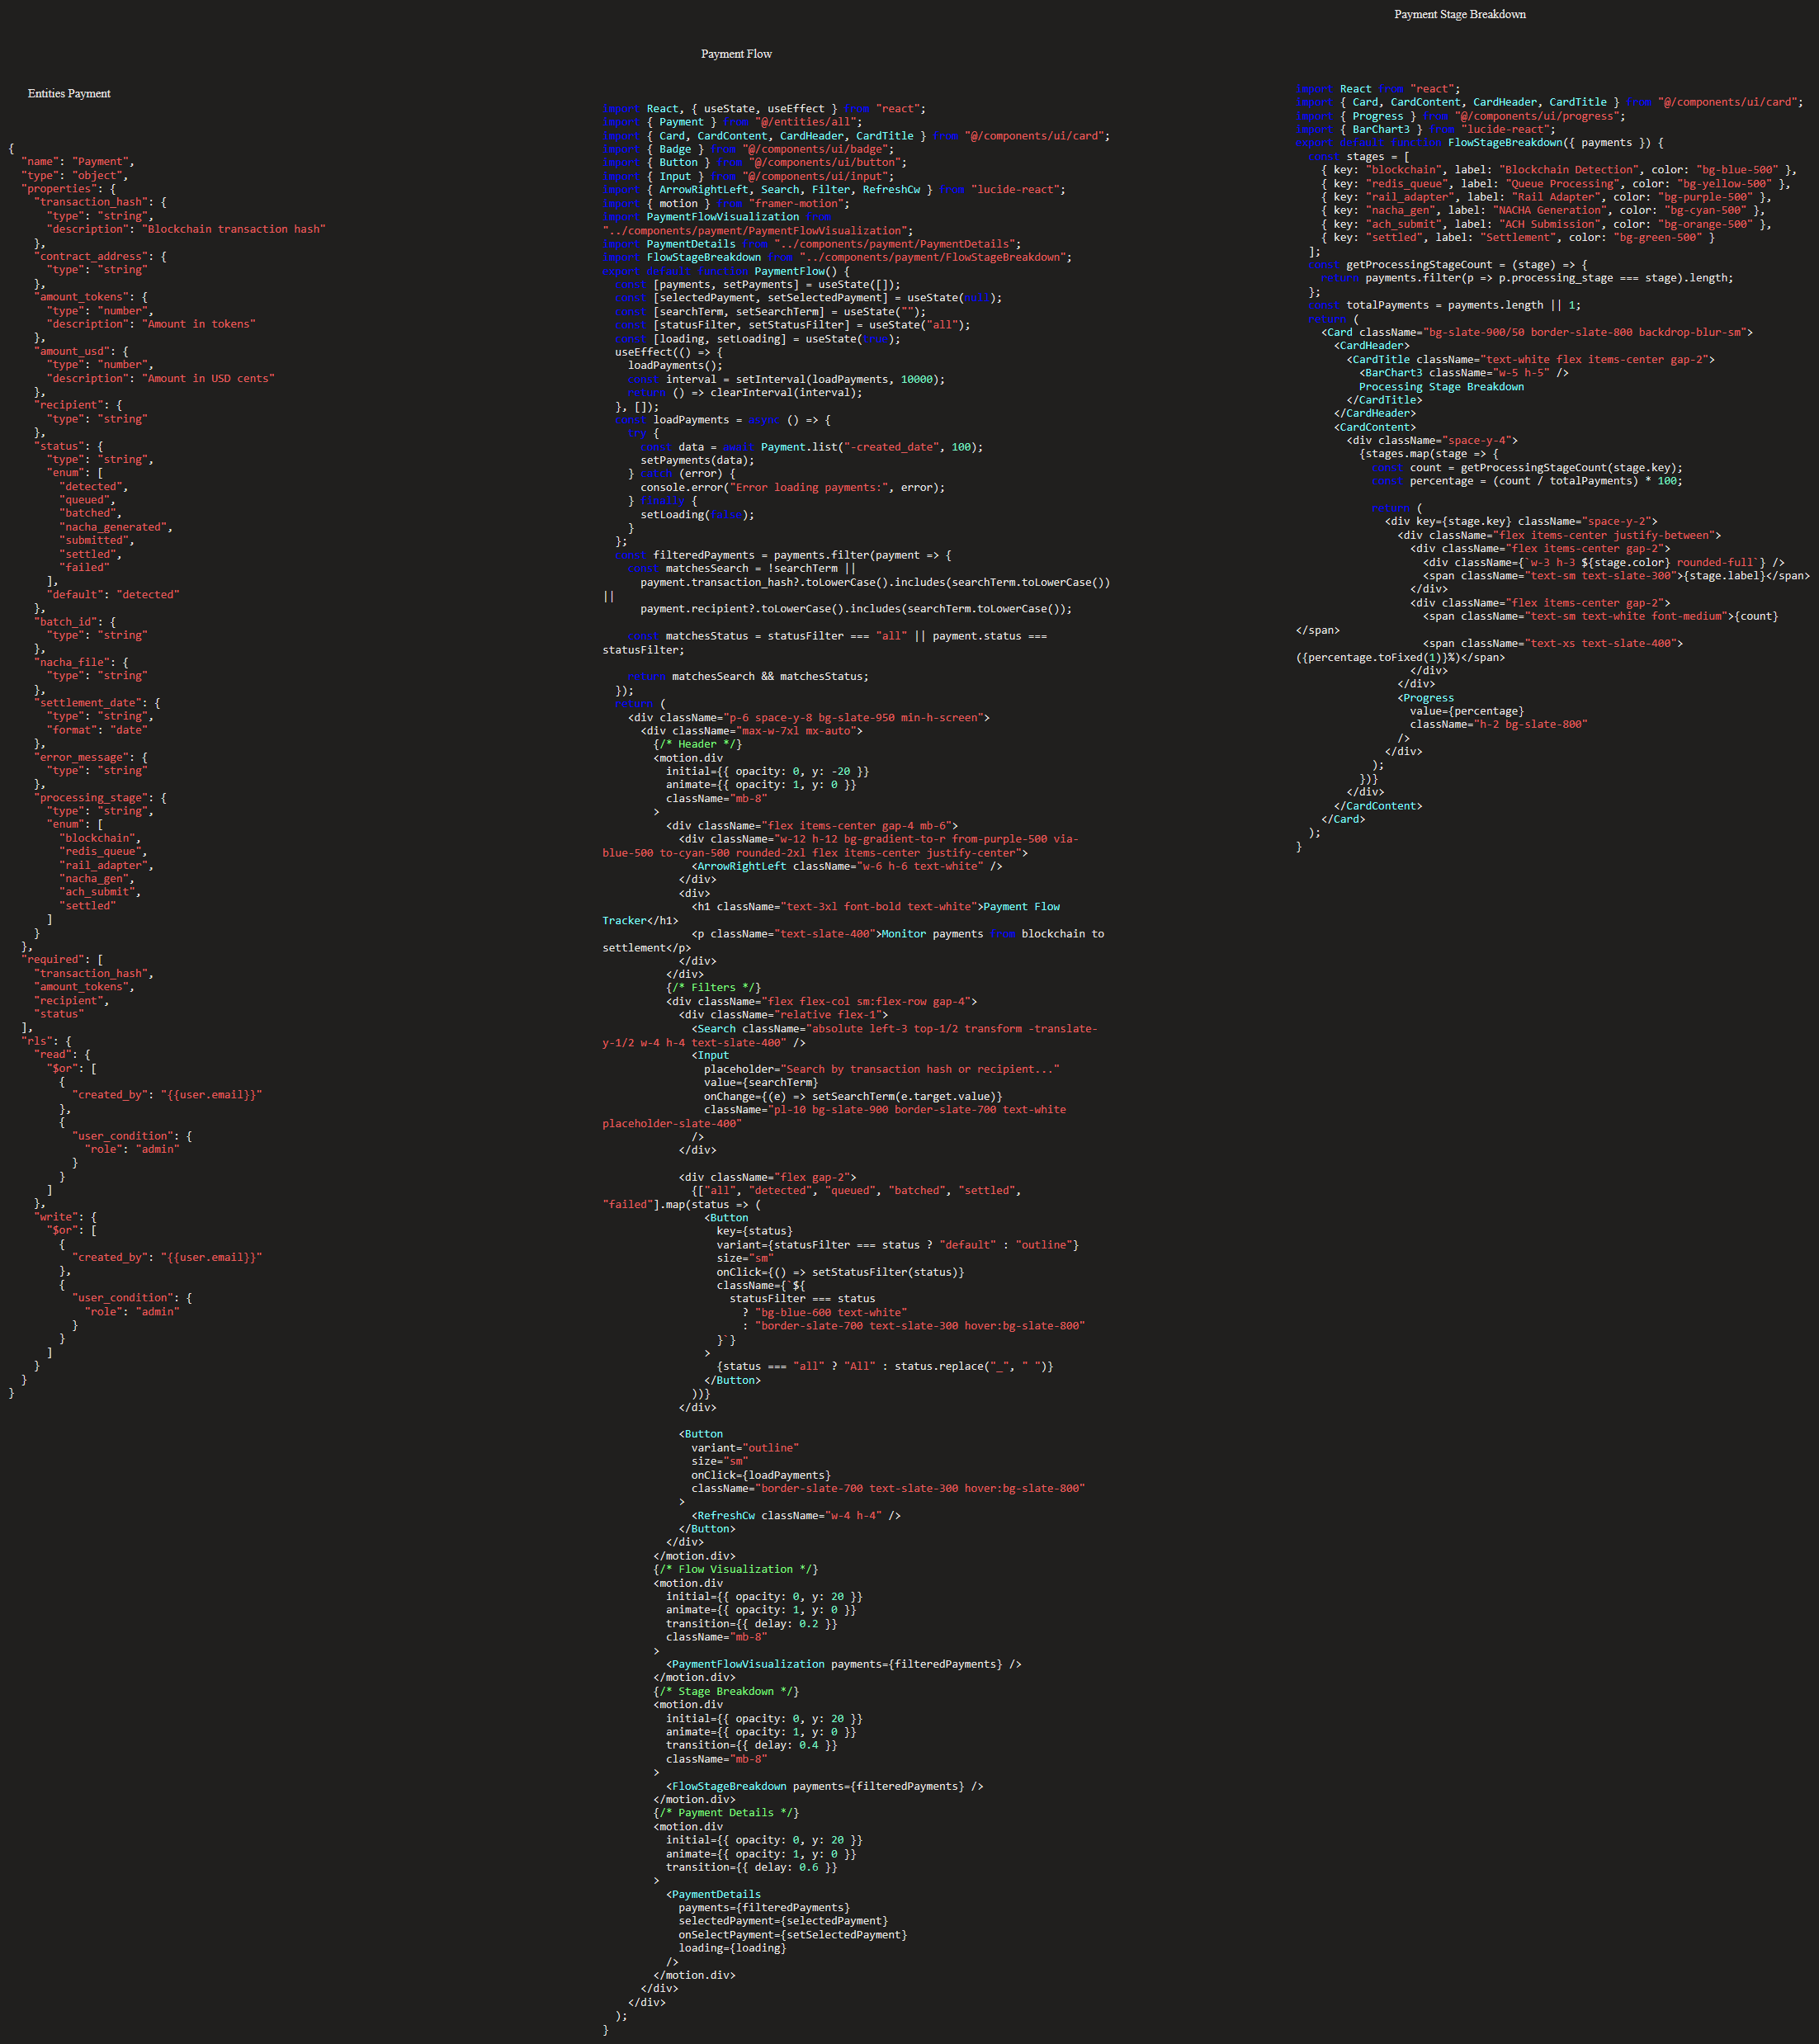 Entities Payment
{
  "name": "Payment",
  "type": "object",
  "properties": {
    "transaction_hash": {
      "type": "string",
      "description": "Blockchain transaction hash"
    },
    "contract_address": {
      "type": "string"
    },
    "amount_tokens": {
      "type": "number",
      "description": "Amount in tokens"
    },
    "amount_usd": {
      "type": "number",
      "description": "Amount in USD cents"
    },
    "recipient": {
      "type": "string"
    },
    "status": {
      "type": "string",
      "enum": [
        "detected",
        "queued",
        "batched",
        "nacha_generated",
        "submitted",
        "settled",
        "failed"
      ],
      "default": "detected"
    },
    "batch_id": {
      "type": "string"
    },
    "nacha_file": {
      "type": "string"
    },
    "settlement_date": {
      "type": "string",
      "format": "date"
    },
    "error_message": {
      "type": "string"
    },
    "processing_stage": {
      "type": "string",
      "enum": [
        "blockchain",
        "redis_queue",
        "rail_adapter",
        "nacha_gen",
        "ach_submit",
        "settled"
      ]
    }
  },
  "required": [
    "transaction_hash",
    "amount_tokens",
    "recipient",
    "status"
  ],
  "rls": {
    "read": {
      "$or": [
        {
          "created_by": "{{user.email}}"
        },
        {
          "user_condition": {
            "role": "admin"
          }
        }
      ]
    },
    "write": {
      "$or": [
        {
          "created_by": "{{user.email}}"
        },
        {
          "user_condition": {
            "role": "admin"
          }
        }
      ]
    }
  }
}
Payment Flow
import React, { useState, useEffect } from "react";
import { Payment } from "@/entities/all";
import { Card, CardContent, CardHeader, CardTitle } from "@/components/ui/card";
import { Badge } from "@/components/ui/badge";
import { Button } from "@/components/ui/button";
import { Input } from "@/components/ui/input";
import { ArrowRightLeft, Search, Filter, RefreshCw } from "lucide-react";
import { motion } from "framer-motion";
import PaymentFlowVisualization from
"../components/payment/PaymentFlowVisualization";
import PaymentDetails from "../components/payment/PaymentDetails";
import FlowStageBreakdown from "../components/payment/FlowStageBreakdown";
export default function PaymentFlow() {
  const [payments, setPayments] = useState([]);
  const [selectedPayment, setSelectedPayment] = useState(null);
  const [searchTerm, setSearchTerm] = useState("");
  const [statusFilter, setStatusFilter] = useState("all");
  const [loading, setLoading] = useState(true);
  useEffect(() => {
    loadPayments();
    const interval = setInterval(loadPayments, 10000);
    return () => clearInterval(interval);
  }, []);
  const loadPayments = async () => {
    try {
      const data = await Payment.list("-created_date", 100);
      setPayments(data);
    } catch (error) {
      console.error("Error loading payments:", error);
    } finally {
      setLoading(false);
    }
  };
  const filteredPayments = payments.filter(payment => {
    const matchesSearch = !searchTerm ||
      payment.transaction_hash?.toLowerCase().includes(searchTerm.toLowerCase())
||
      payment.recipient?.toLowerCase().includes(searchTerm.toLowerCase());
    const matchesStatus = statusFilter === "all" || payment.status ===
statusFilter;
    return matchesSearch && matchesStatus;
  });
  return (
    <div className="p-6 space-y-8 bg-slate-950 min-h-screen">
      <div className="max-w-7xl mx-auto">
        {/* Header */}
        <motion.div
          initial={{ opacity: 0, y: -20 }}
          animate={{ opacity: 1, y: 0 }}
          className="mb-8"
        >
          <div className="flex items-center gap-4 mb-6">
            <div className="w-12 h-12 bg-gradient-to-r from-purple-500 via-
blue-500 to-cyan-500 rounded-2xl flex items-center justify-center">
              <ArrowRightLeft className="w-6 h-6 text-white" />
            </div>
            <div>
              <h1 className="text-3xl font-bold text-white">Payment Flow
Tracker</h1>
              <p className="text-slate-400">Monitor payments from blockchain to
settlement</p>
            </div>
          </div>
          {/* Filters */}
          <div className="flex flex-col sm:flex-row gap-4">
            <div className="relative flex-1">
              <Search className="absolute left-3 top-1/2 transform -translate-
y-1/2 w-4 h-4 text-slate-400" />
              <Input
                placeholder="Search by transaction hash or recipient..."
                value={searchTerm}
                onChange={(e) => setSearchTerm(e.target.value)}
                className="pl-10 bg-slate-900 border-slate-700 text-white
placeholder-slate-400"
              />
            </div>
            <div className="flex gap-2">
              {["all", "detected", "queued", "batched", "settled",
"failed"].map(status => (
                <Button
                  key={status}
                  variant={statusFilter === status ? "default" : "outline"}
                  size="sm"
                  onClick={() => setStatusFilter(status)}
                  className={`${
                    statusFilter === status
                      ? "bg-blue-600 text-white"
                      : "border-slate-700 text-slate-300 hover:bg-slate-800"
                  }`}
                >
                  {status === "all" ? "All" : status.replace("_", " ")}
                </Button>
              ))}
            </div>
            <Button
              variant="outline"
              size="sm"
              onClick={loadPayments}
              className="border-slate-700 text-slate-300 hover:bg-slate-800"
            >
              <RefreshCw className="w-4 h-4" />
            </Button>
          </div>
        </motion.div>
        {/* Flow Visualization */}
        <motion.div
          initial={{ opacity: 0, y: 20 }}
          animate={{ opacity: 1, y: 0 }}
          transition={{ delay: 0.2 }}
          className="mb-8"
        >
          <PaymentFlowVisualization payments={filteredPayments} />
        </motion.div>
        {/* Stage Breakdown */}
        <motion.div
          initial={{ opacity: 0, y: 20 }}
          animate={{ opacity: 1, y: 0 }}
          transition={{ delay: 0.4 }}
          className="mb-8"
        >
          <FlowStageBreakdown payments={filteredPayments} />
        </motion.div>
        {/* Payment Details */}
        <motion.div
          initial={{ opacity: 0, y: 20 }}
          animate={{ opacity: 1, y: 0 }}
          transition={{ delay: 0.6 }}
        >
          <PaymentDetails
            payments={filteredPayments}
            selectedPayment={selectedPayment}
            onSelectPayment={setSelectedPayment}
            loading={loading}
          />
        </motion.div>
      </div>
    </div>
  );
}
Payment Stage Breakdown
import React from "react";
import { Card, CardContent, CardHeader, CardTitle } from "@/components/ui/card";
import { Progress } from "@/components/ui/progress";
import { BarChart3 } from "lucide-react";
export default function FlowStageBreakdown({ payments }) {
  const stages = [
    { key: "blockchain", label: "Blockchain Detection", color: "bg-blue-500" },
    { key: "redis_queue", label: "Queue Processing", color: "bg-yellow-500" },
    { key: "rail_adapter", label: "Rail Adapter", color: "bg-purple-500" },
    { key: "nacha_gen", label: "NACHA Generation", color: "bg-cyan-500" },
    { key: "ach_submit", label: "ACH Submission", color: "bg-orange-500" },
    { key: "settled", label: "Settlement", color: "bg-green-500" }
  ];
  const getProcessingStageCount = (stage) => {
    return payments.filter(p => p.processing_stage === stage).length;
  };
  const totalPayments = payments.length || 1;
  return (
    <Card className="bg-slate-900/50 border-slate-800 backdrop-blur-sm">
      <CardHeader>
        <CardTitle className="text-white flex items-center gap-2">
          <BarChart3 className="w-5 h-5" />
          Processing Stage Breakdown
        </CardTitle>
      </CardHeader>
      <CardContent>
        <div className="space-y-4">
          {stages.map(stage => {
            const count = getProcessingStageCount(stage.key);
            const percentage = (count / totalPayments) * 100;
            return (
              <div key={stage.key} className="space-y-2">
                <div className="flex items-center justify-between">
                  <div className="flex items-center gap-2">
                    <div className={`w-3 h-3 ${stage.color} rounded-full`} />
                    <span className="text-sm text-slate-300">{stage.label}</span>
                  </div>
                  <div className="flex items-center gap-2">
                    <span className="text-sm text-white font-medium">{count}
</span>
                    <span className="text-xs text-slate-400">
({percentage.toFixed(1)}%)</span>
                  </div>
                </div>
                <Progress
                  value={percentage}
                  className="h-2 bg-slate-800"
                />
              </div>
            );
          })}
        </div>
      </CardContent>
    </Card>
  );
}